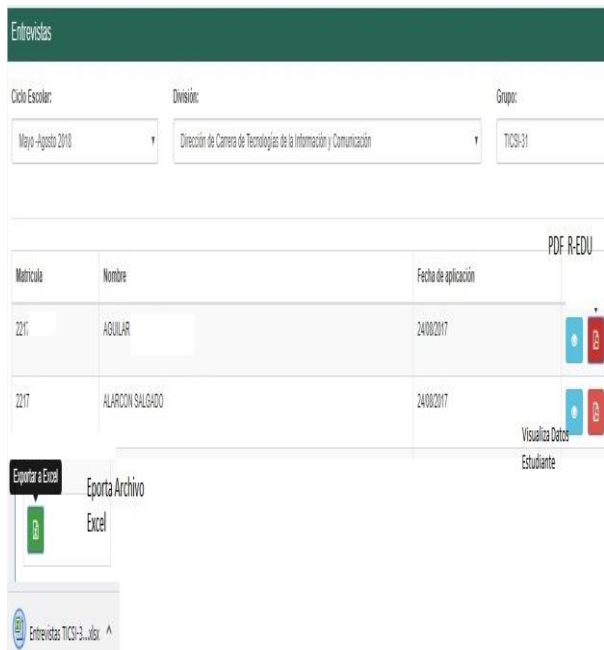 Entrevistas
Ciclo Escolar: División: Grupo:
Mayo -Agosto 2018 Dirección de Carrera de Tecnologías de la Información y Comunicación TICSI-31
PDF R-EDU
Matricula Nombre Fecha de aplicación
221 AGUILAR 24/08/2017
2217 ALARCON SALGADO 24/08/2017
Visualiza Datos
Estudiante
Exportar a Excel
Eporta Archivo
Excel
Entrevistas TICSI-3....xlsx